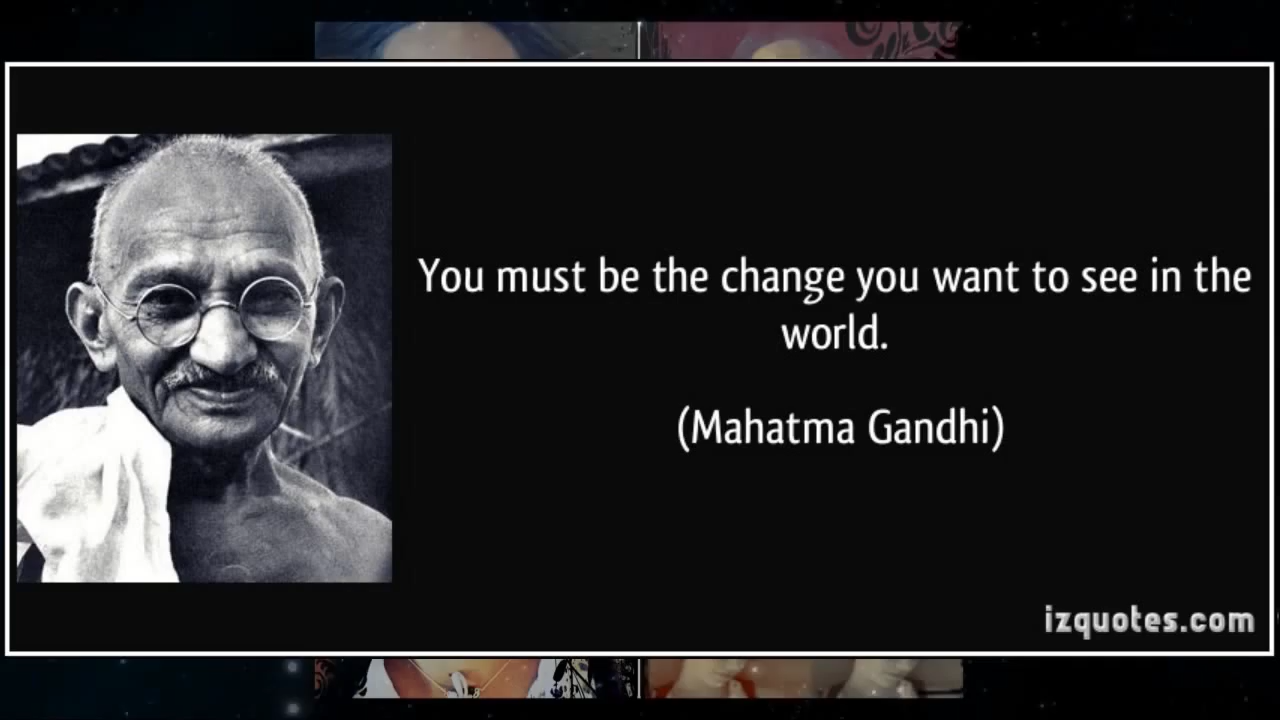 You must be the change you want to see in the
world.
(Mahatma Gandhi)
izquotes.com